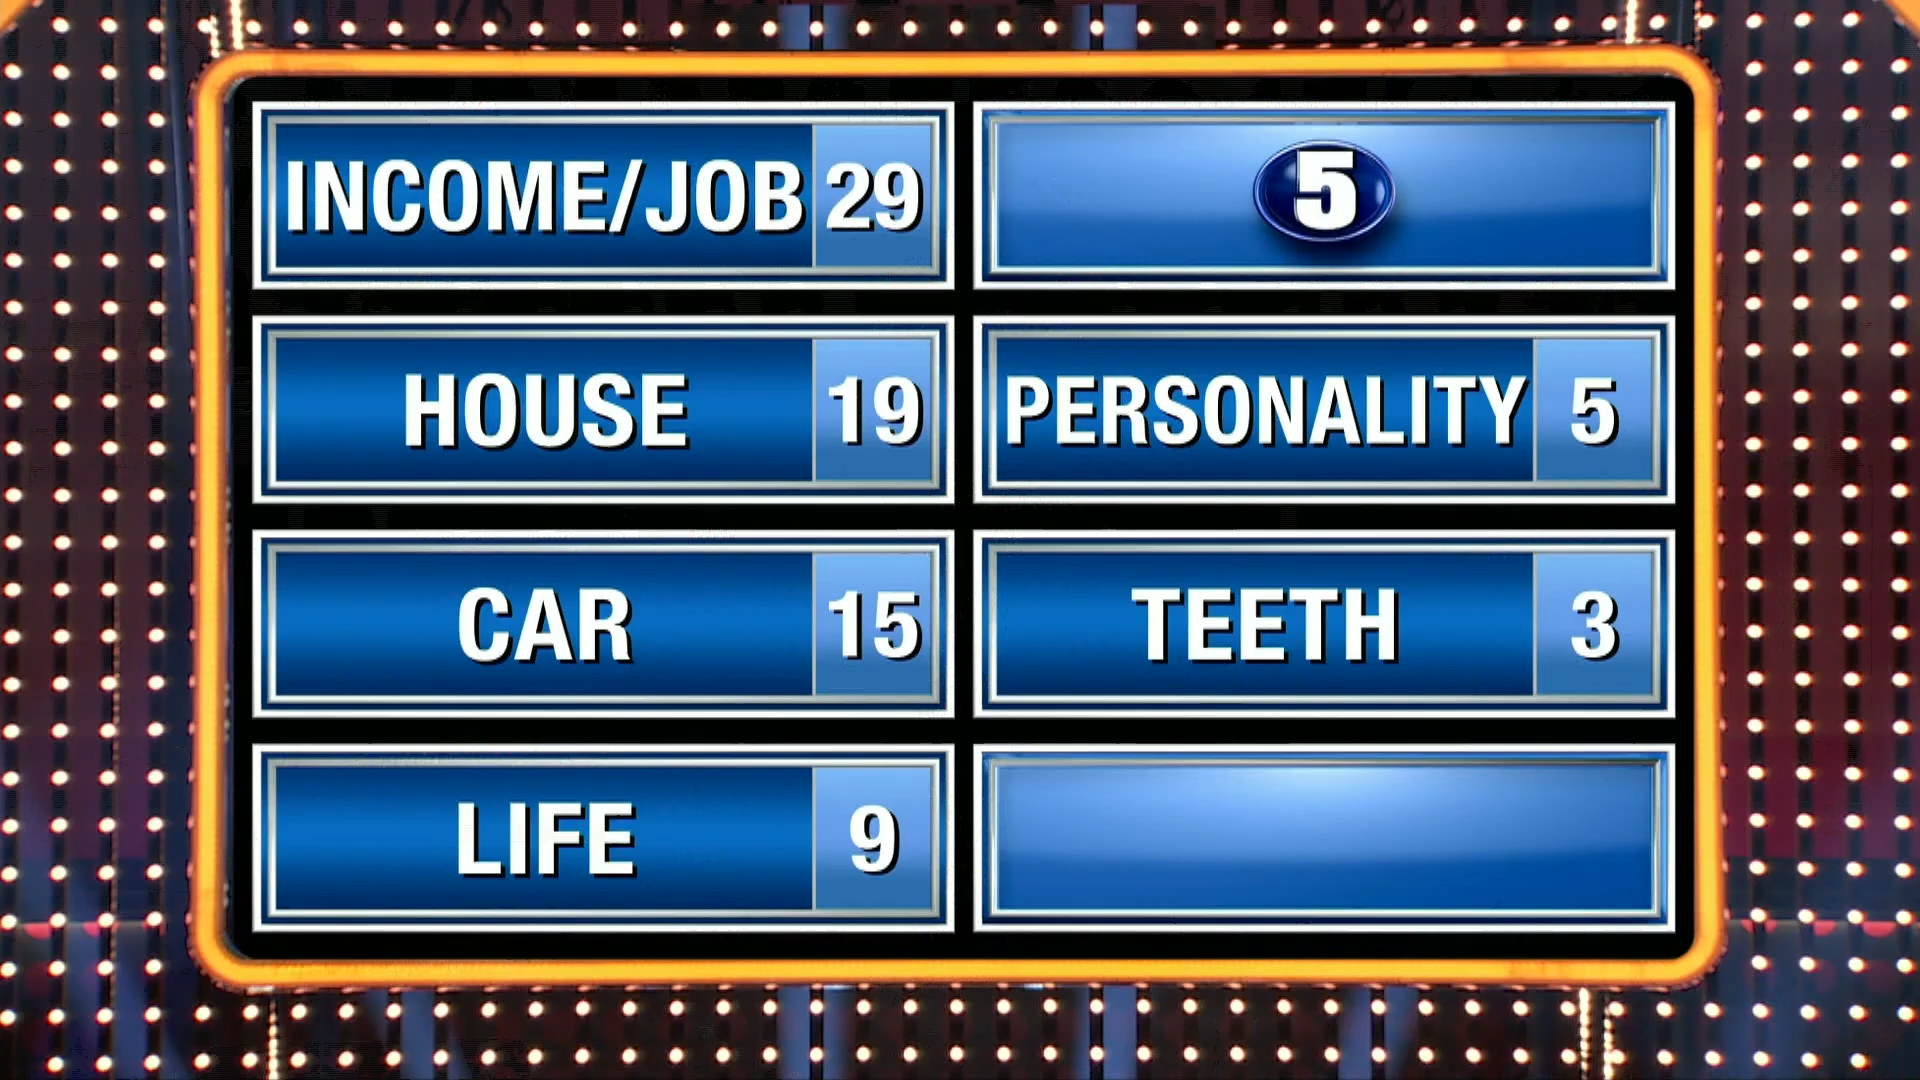 INCOME/JOB 29
HOUSE 19
CAR 15
LIFE 9
5
PERSONALITY 5
TEETH 3